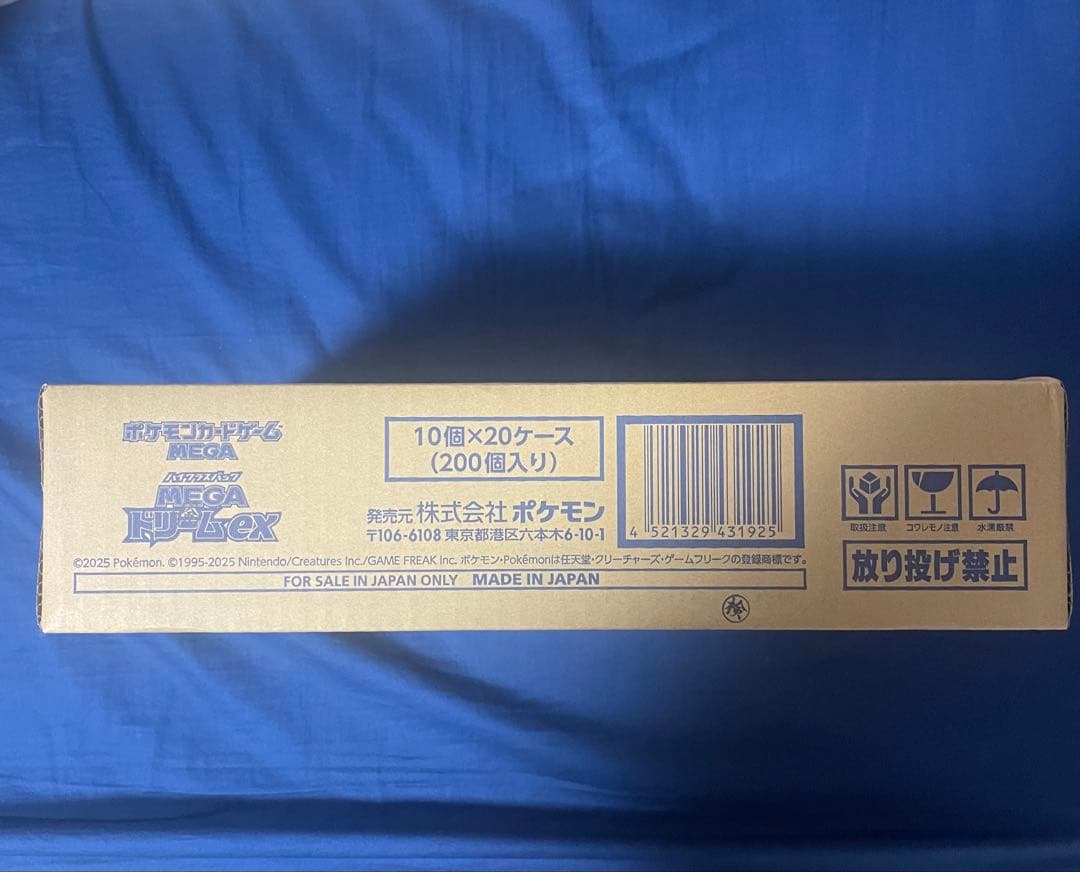 ポケモンカードゲーム
MEGA
ハイクラスパック
MEGA
ドリームex
10個×20ケース
(200個入り)
発売元 株式会社 ポケモン
〒106-6108 東京都港区六本木6-10-1
4 521329 431925
©2025 Pokémon. ©1995-2025 Nintendo/Creatures Inc./GAME FREAK Inc. ポケモン・Pokémonは任天堂・クリーチャーズ・ゲームフリークの登録商標です。
FOR SALE IN JAPAN ONLY MADE IN JAPAN
取扱注意
コワレモノ注意
水濡厳禁
放り投げ禁止